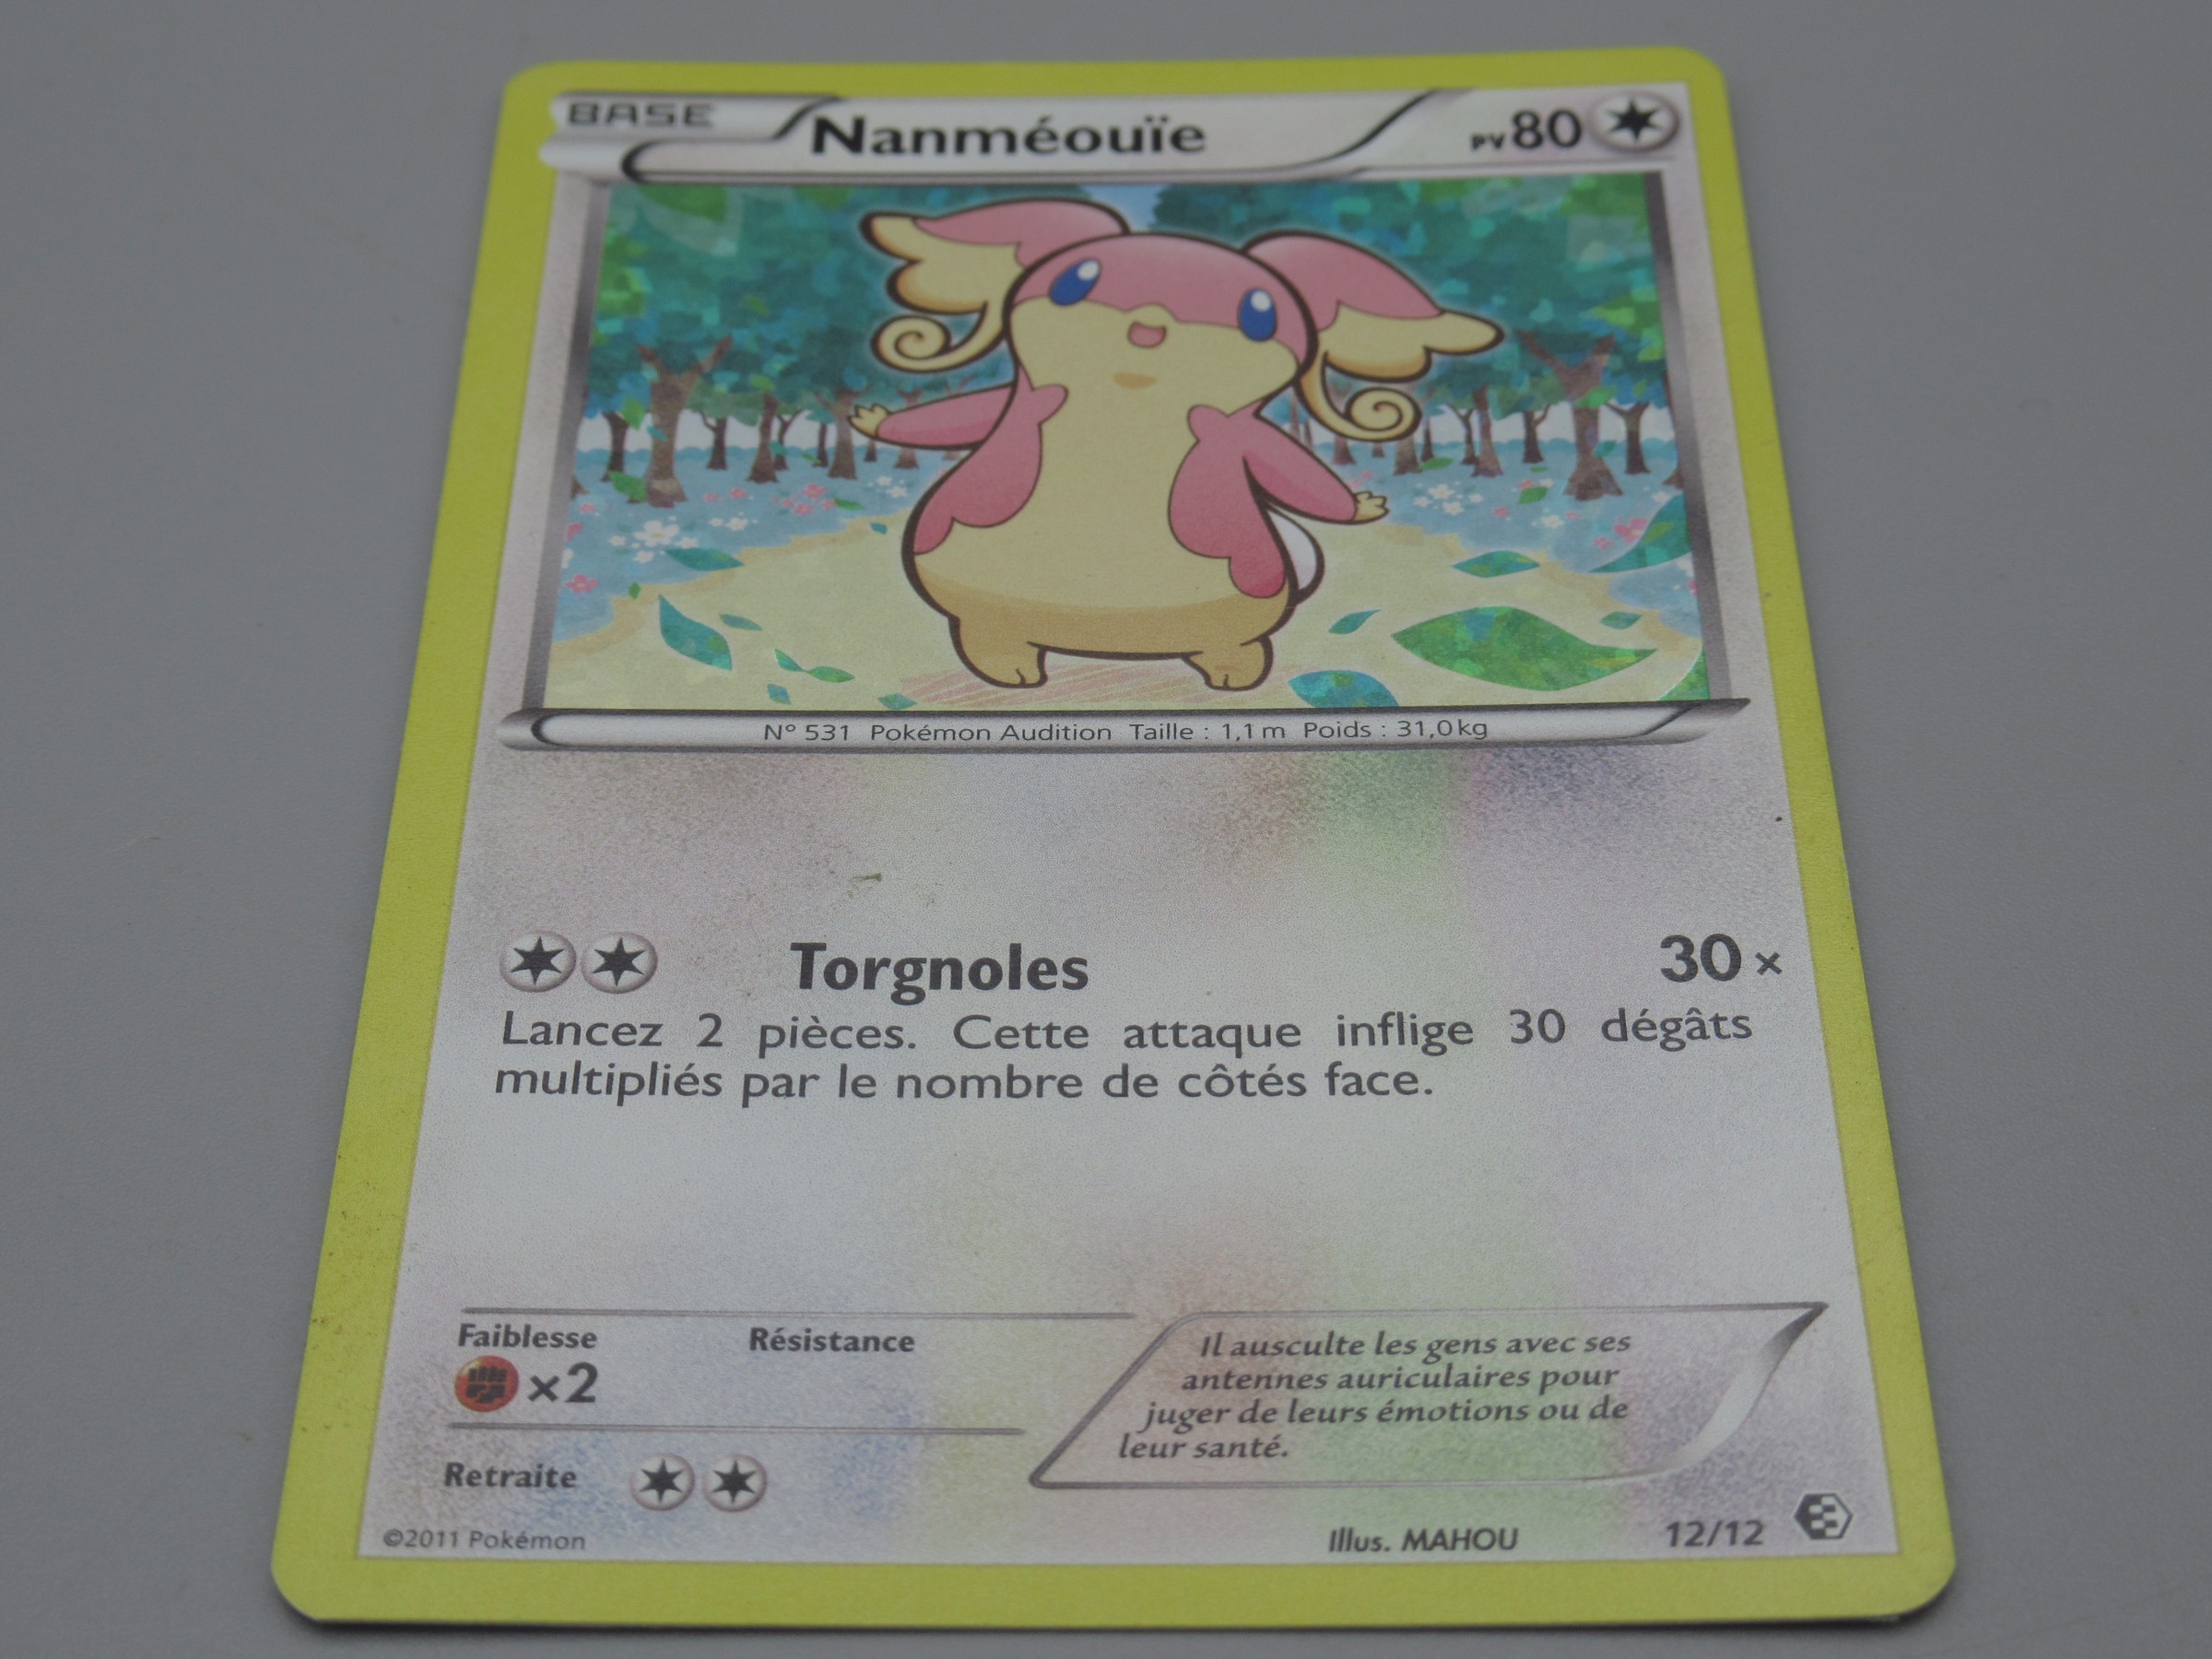 BASE Nanméouïe PV 80
N° 531 Pokémon Audition Taille : 1,1 m Poids : 31,0 kg
Torgnoles 30 ×
Lancez 2 pièces. Cette attaque inflige 30 dégâts
multipliés par le nombre de côtés face.
Faiblesse Résistance
×2
Retraite
Il ausculte les gens avec ses
antennes auriculaires pour
juger de leurs émotions ou de
leur santé.
©2011 Pokémon Illus. MAHOU 12/12